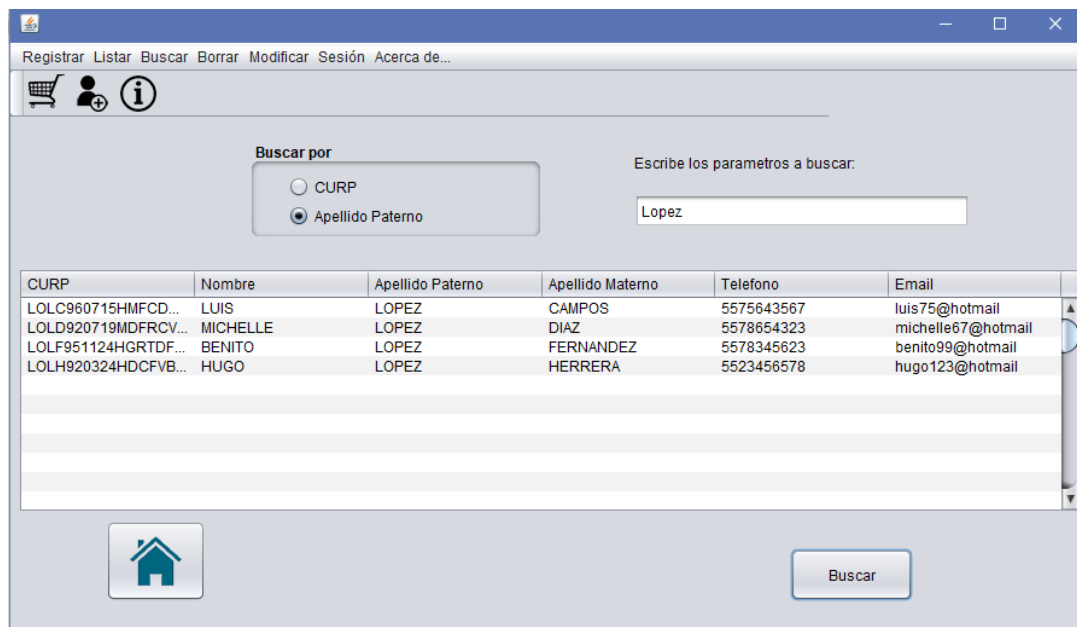 Registrar Listar Buscar Borrar Modificar Sesión Acerca de...
Buscar por
CURP
Apellido Paterno
Escribe los parametros a buscar:
Lopez
CURP Nombre Apellido Paterno Apellido Materno Telefono Email
LOLC960715HMFCD... LUIS LOPEZ CAMPOS 5575643567 luis75@hotmail
LOLD920719MDFRCV... MICHELLE LOPEZ DIAZ 5578654323 michelle67@hotmail
LOLF951124HGRTDF... BENITO LOPEZ FERNANDEZ 5578345623 benito99@hotmail
LOLH920324HDCFVB... HUGO LOPEZ HERRERA 5523456578 hugo123@hotmail
Buscar